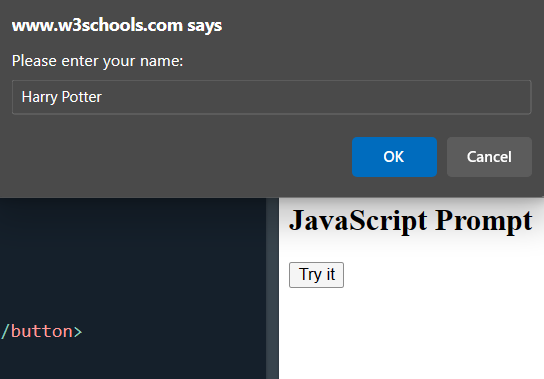 www.w3schools.com says
Please enter your name:
Harry Potter
OK Cancel
JavaScript Prompt
Try it
/button>